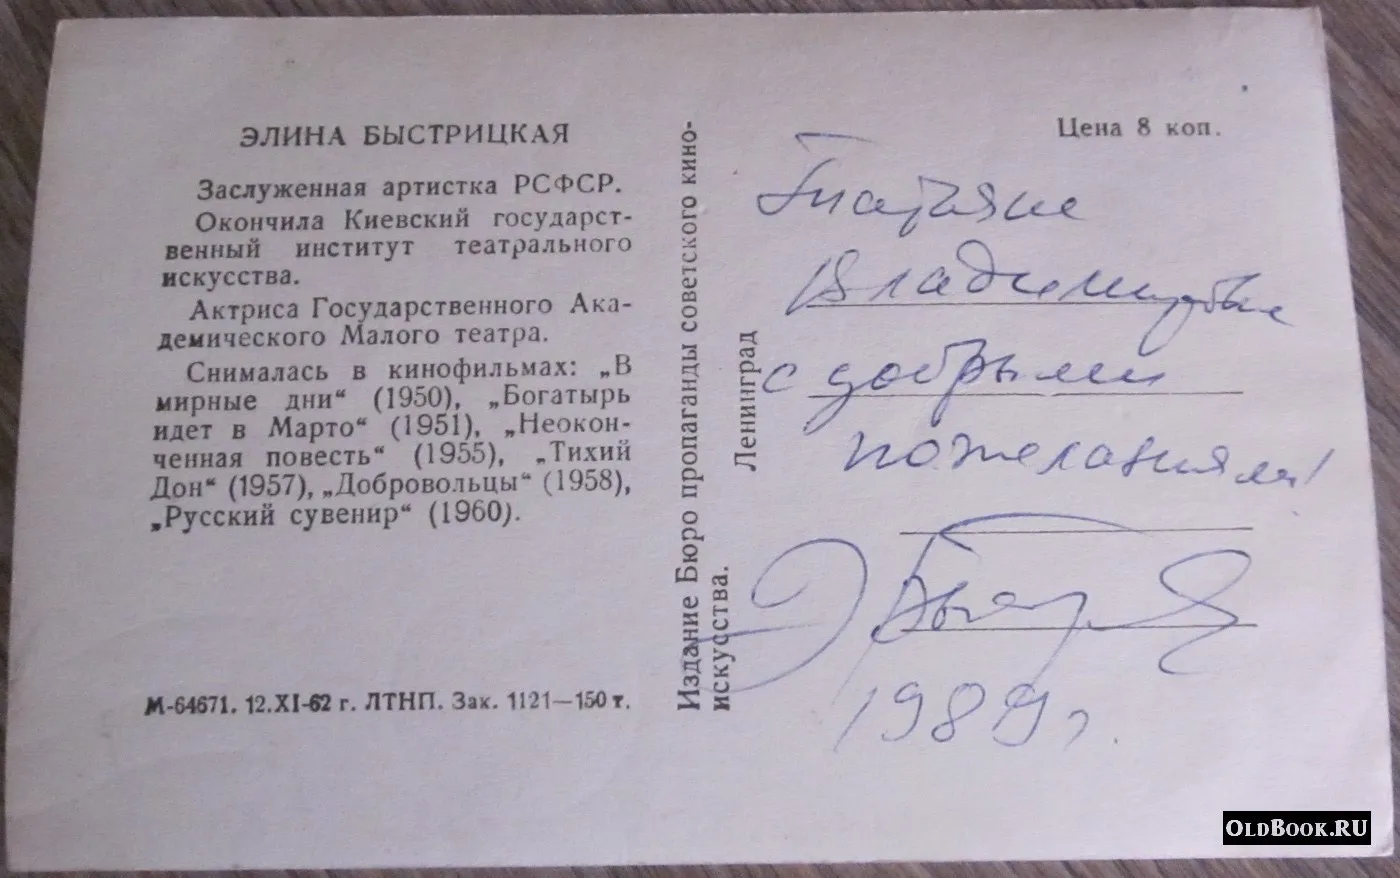 ЭЛИНА БЫСТРИЦКАЯ
Заслуженная артистка РСФСР.
Окончила Киевский государст-
венный институт театрального
искусства.
Актриса Государственного Ака-
демического Малого театра.
Снималась в кинофильмах: „В
мирные дни“ (1950), „Богатырь
идет в Марто“ (1951), „Неокон-
ченная повесть“ (1955), „Тихий
Дон“ (1957), „Добровольцы“ (1958),
„Русский сувенир“ (1960).
М-64671. 12.XI-62 г. ЛТНП. Зак. 1121—150 т.
Издание Бюро пропаганды советского кино-
искусства.
Ленинград
Цена 8 коп.
Татьяне
Владимировне
с добрыми
пожеланиями!
1989 г.
OldBook.RU